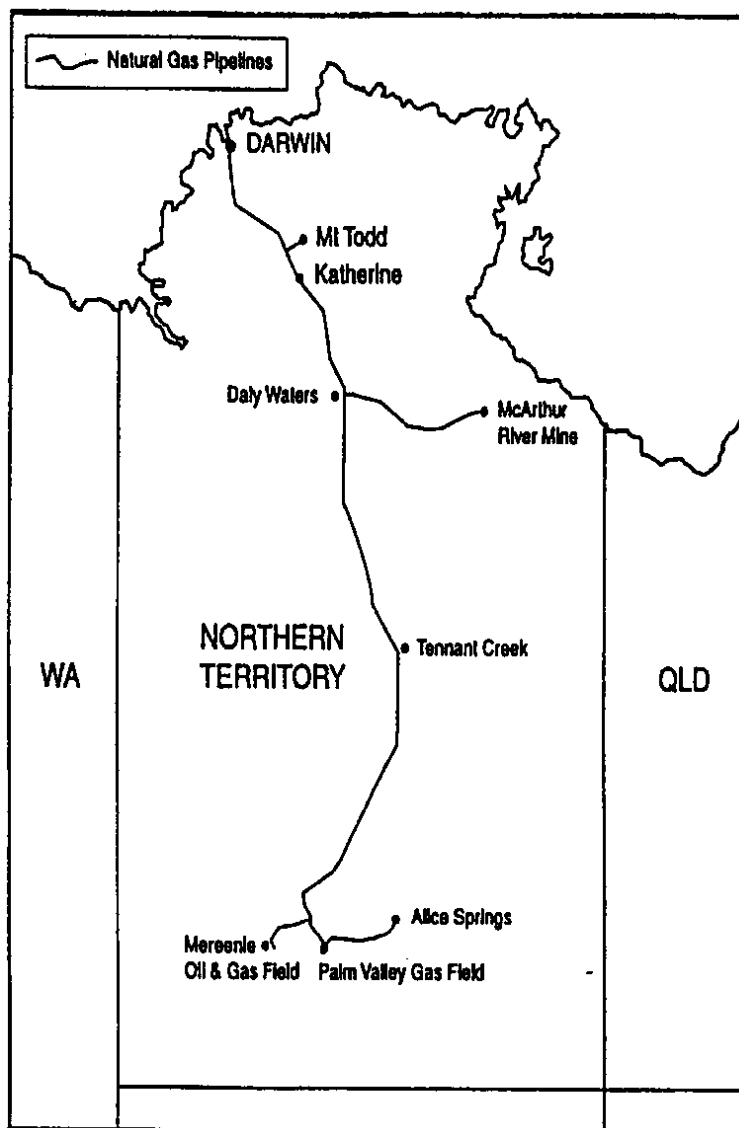 Natural Gas Pipelines
DARWIN
Mt Todd
Katherine
Daly Waters
McArthur
River Mine
NORTHERN
TERRITORY
Tennant Creek
WA
QLD
Alice Springs
Mereenie
Oil & Gas Field
Palm Valley Gas Field